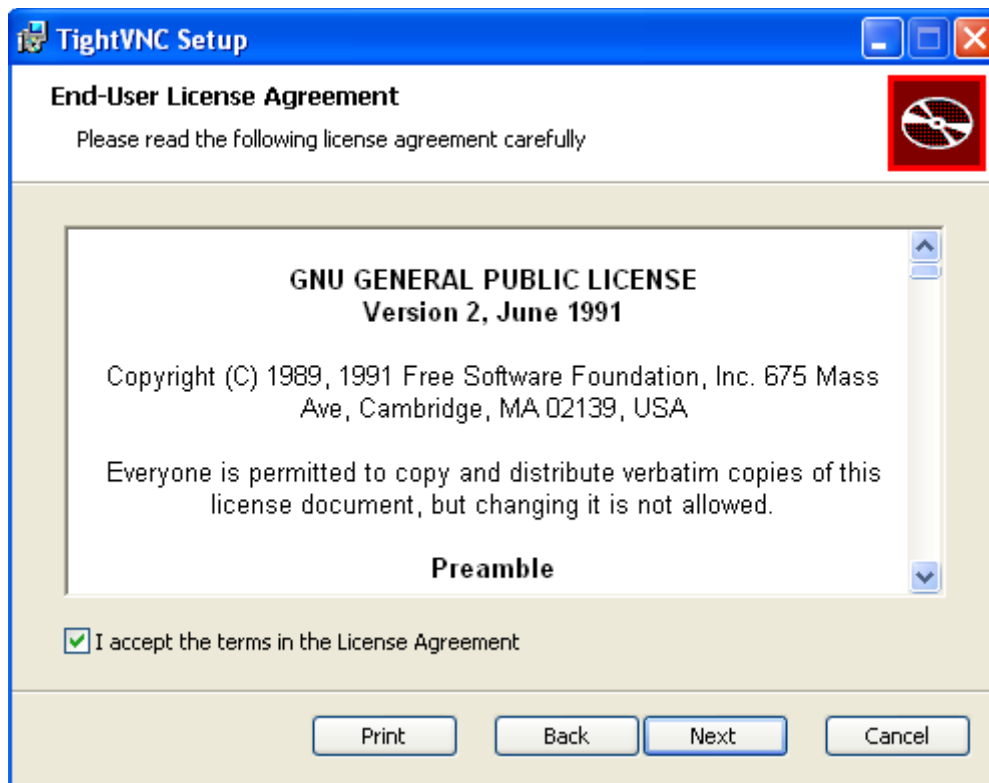 TightVNC Setup
End-User License Agreement
Please read the following license agreement carefully
GNU GENERAL PUBLIC LICENSE
Version 2, June 1991
Copyright (C) 1989, 1991 Free Software Foundation, Inc. 675 Mass
Ave, Cambridge, MA 02139, USA
Everyone is permitted to copy and distribute verbatim copies of this
license document, but changing it is not allowed.
Preamble
I accept the terms in the License Agreement
Print Back Next Cancel